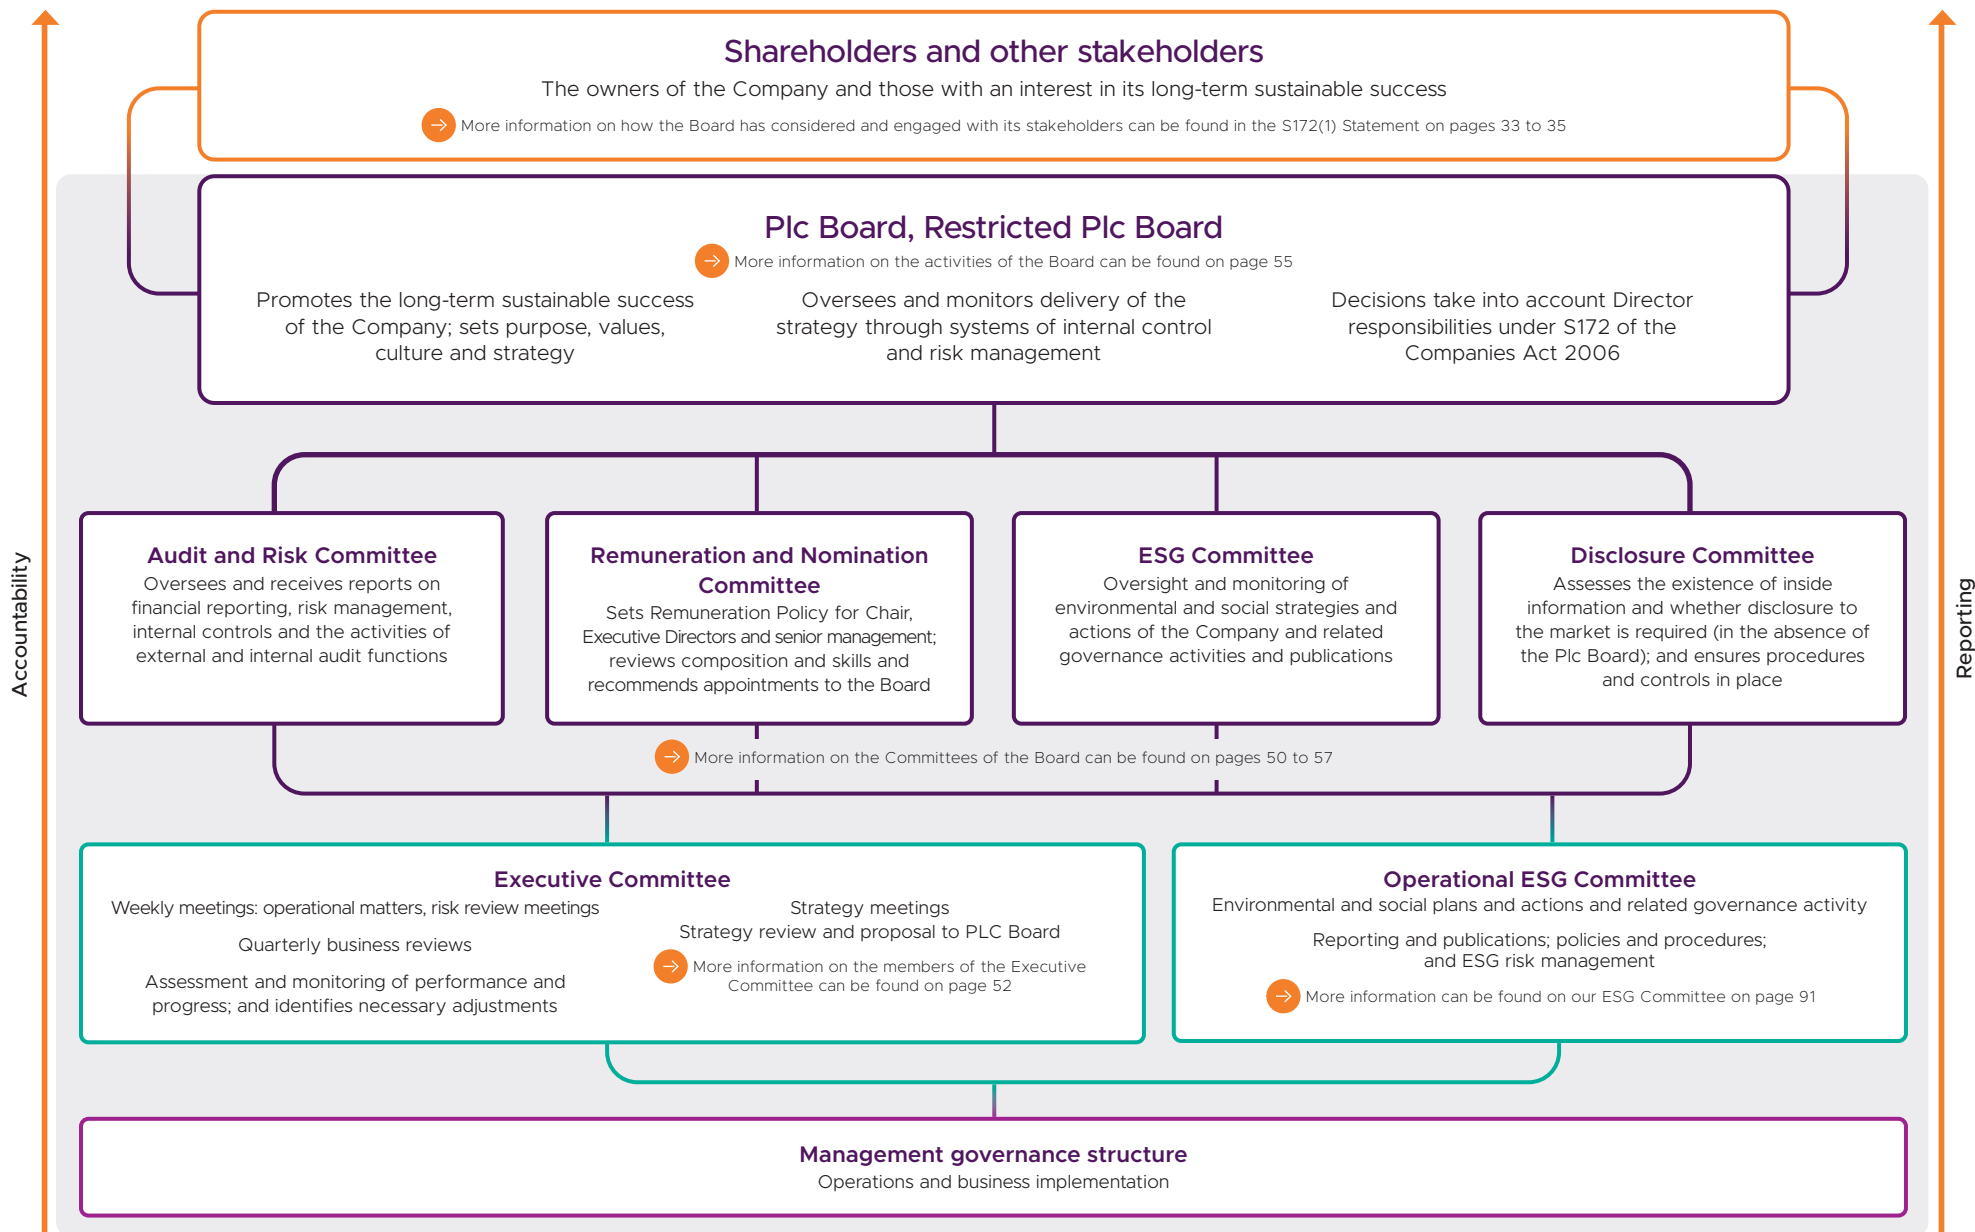 Shareholders and other stakeholders
The owners of the Company and those with an interest in its long-term sustainable success
More information on how the Board has considered and engaged with its stakeholders can be found in the S172(1) Statement on pages 33 to 35
Plc Board, Restricted Plc Board
More information on the activities of the Board can be found on page 55
Promotes the long-term sustainable success
of the Company; sets purpose, values,
culture and strategy
Oversees and monitors delivery of the
strategy through systems of internal control
and risk management
Decisions take into account Director
responsibilities under S172 of the
Companies Act 2006
Accountability
Audit and Risk Committee
Oversees and receives reports on
financial reporting, risk management,
internal controls and the activities of
external and internal audit functions
Remuneration and Nomination
Committee
Sets Remuneration Policy for Chair,
Executive Directors and senior management;
reviews composition and skills and
recommends appointments to the Board
ESG Committee
Oversight and monitoring of
environmental and social strategies and
actions of the Company and related
governance activities and publications
Disclosure Committee
Assesses the existence of inside
information and whether disclosure to
the market is required (in the absence of
the Plc Board); and ensures procedures
and controls in place
Reporting
More information on the Committees of the Board can be found on pages 50 to 57
Executive Committee
Weekly meetings: operational matters, risk review meetings
Quarterly business reviews
Assessment and monitoring of performance and
progress; and identifies necessary adjustments
Strategy meetings
Strategy review and proposal to PLC Board
More information on the members of the Executive
Committee can be found on page 52
Operational ESG Committee
Environmental and social plans and actions and related governance activity
Reporting and publications; policies and procedures;
and ESG risk management
More information can be found on our ESG Committee on page 91
Management governance structure
Operations and business implementation